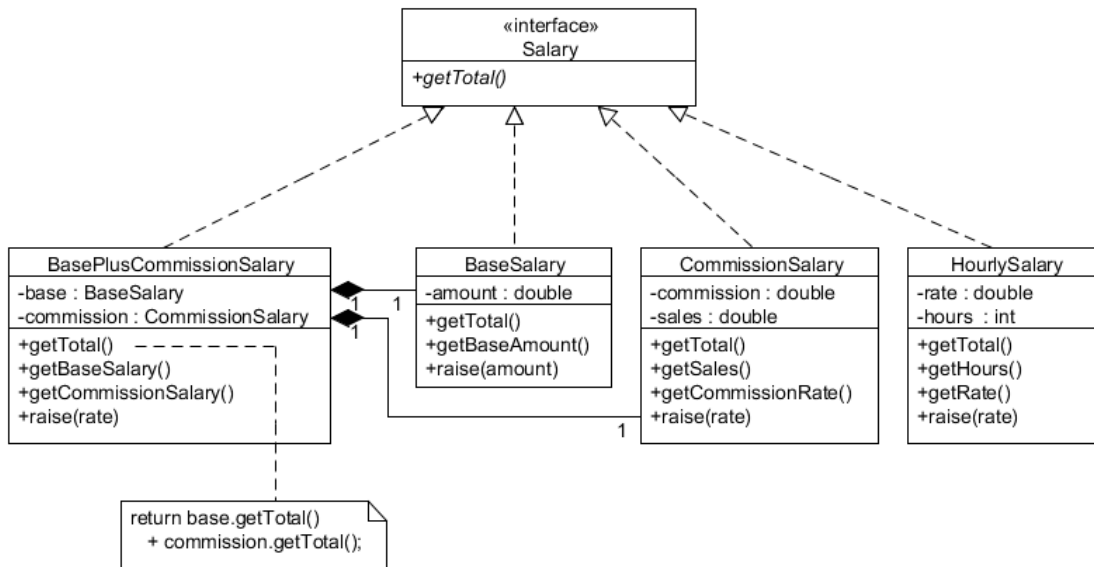 «interface»
Salary
+getTotal()
BasePlusCommissionSalary
-base : BaseSalary
-commission : CommissionSalary
+getTotal()
+getBaseSalary()
+getCommissionSalary()
+raise(rate)
1
1
1
1
BaseSalary
-amount : double
+getTotal()
+getBaseAmount()
+raise(amount)
CommissionSalary
-commission : double
-sales : double
+getTotal()
+getSales()
+getCommissionRate()
+raise(rate)
HourlySalary
-rate : double
-hours : int
+getTotal()
+getHours()
+getRate()
+raise(rate)
return base.getTotal()
+ commission.getTotal();